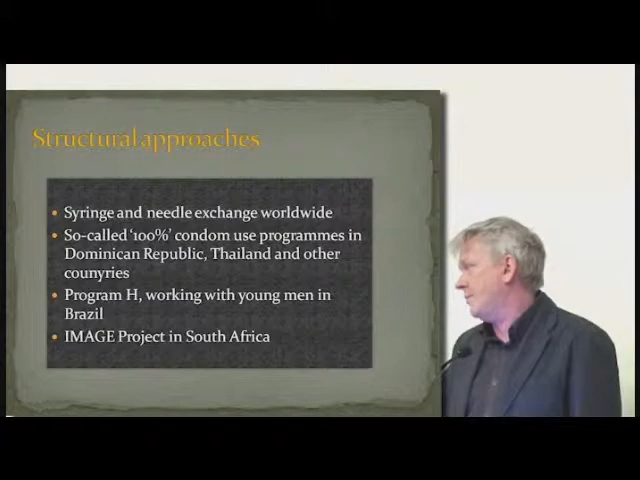 Structural approaches
• Syringe and needle exchange worldwide
• So-called ‘100%’ condom use programmes in
Dominican Republic, Thailand and other
counyries
• Program H, working with young men in
Brazil
• IMAGE Project in South Africa